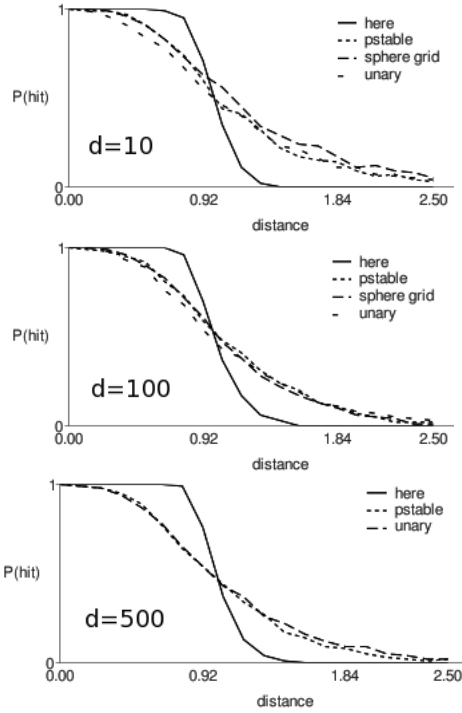 1
here
pstable
sphere grid
unary
P(hit)
d=10
0
0.00 0.92 1.84 2.50
distance
1
here
pstable
sphere grid
unary
P(hit)
d=100
0
0.00 0.92 1.84 2.50
distance
1
here
pstable
unary
P(hit)
d=500
0
0.00 0.92 1.84 2.50
distance